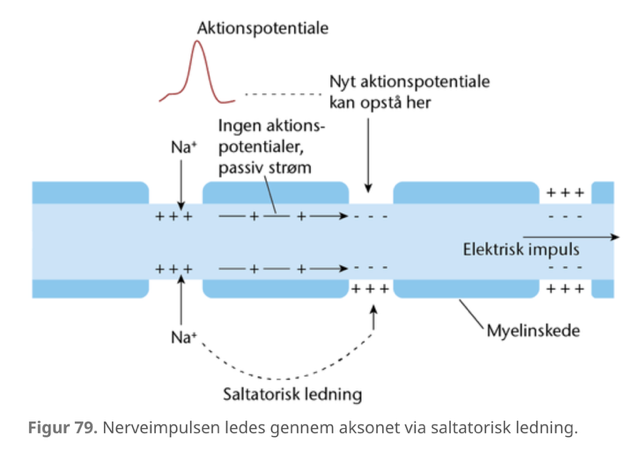 Aktionspotentiale
Nyt aktionspotentiale
kan opstå her
Ingen aktions-
potentialer,
passiv strøm
Na⁺
+ + +
+ + +
- - -
+ +
- - -
Elektrisk impuls
+ + +
+ +
- - -
- - -
+ + +
+ + +
Na⁺
Myelinskede
Saltatorisk ledning
Figur 79. Nerveimpulsen ledes gennem aksonet via saltatorisk ledning.